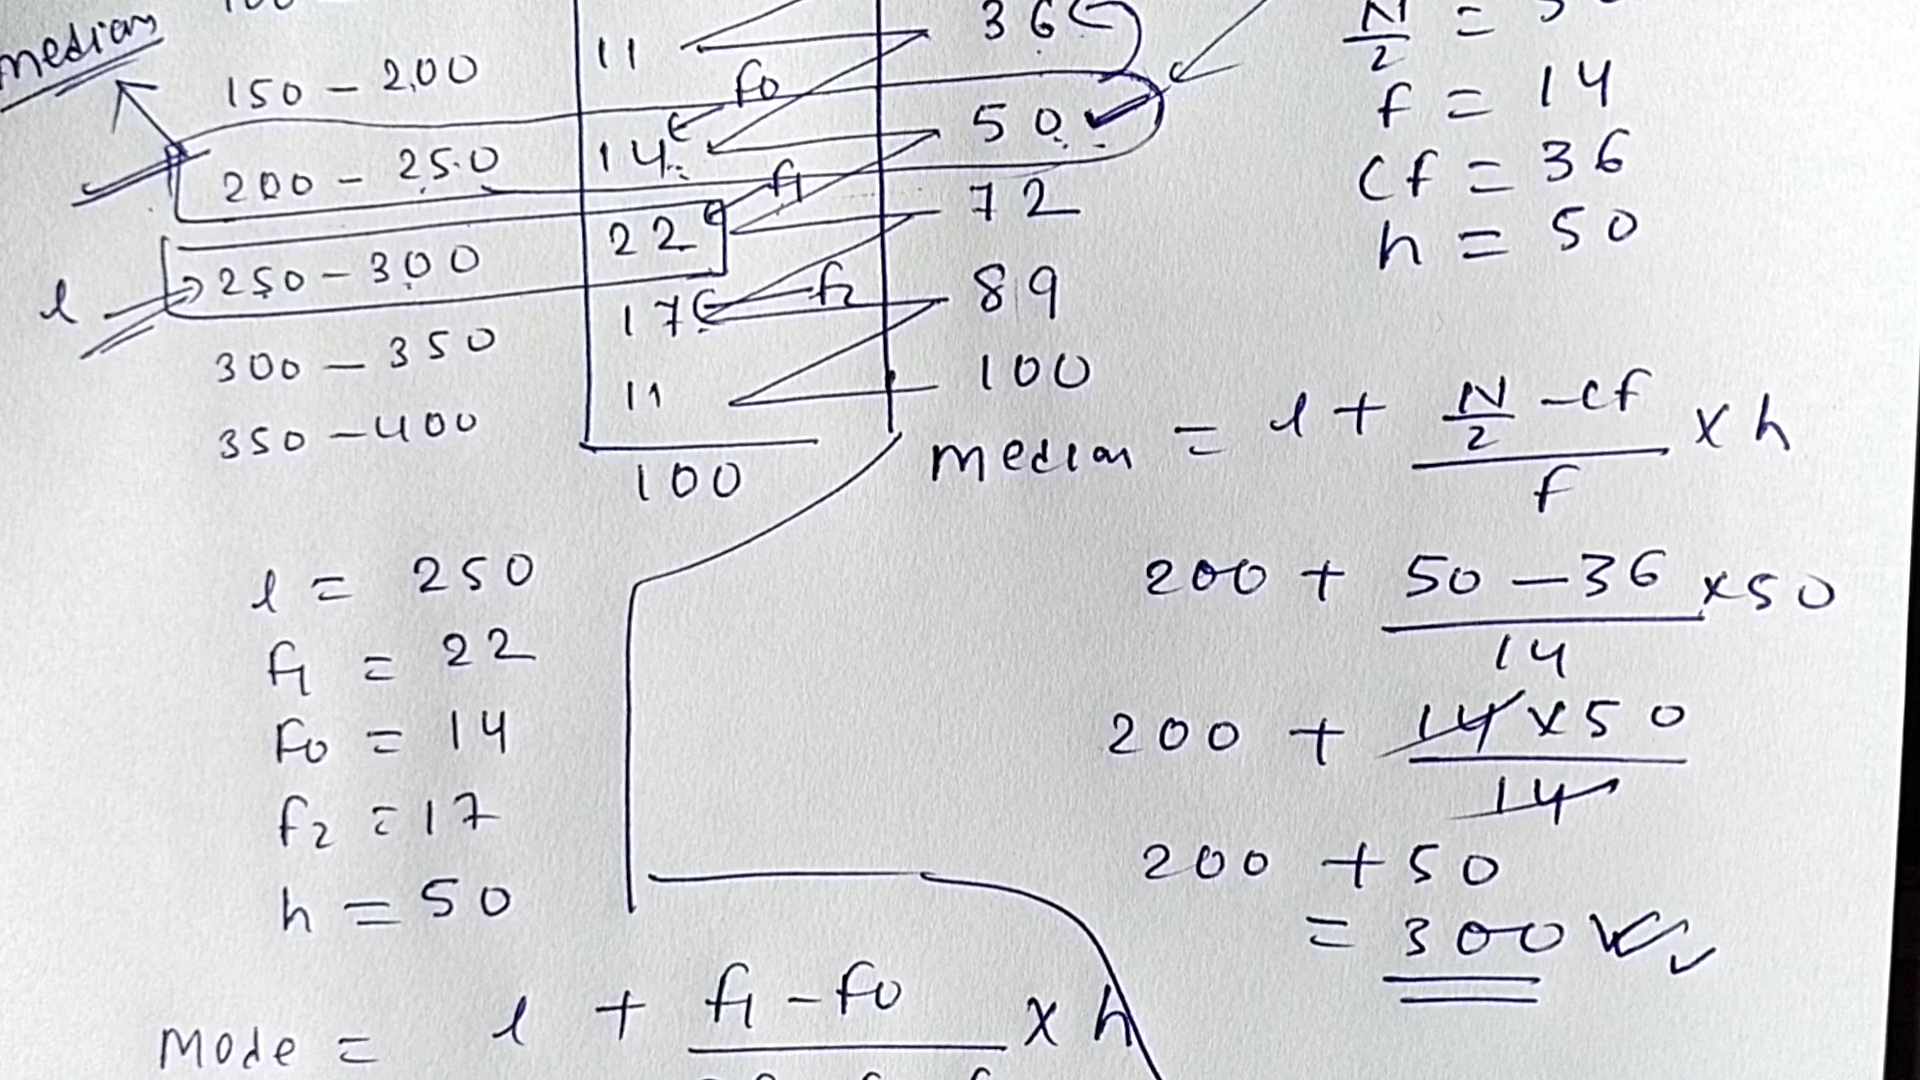 median
36
N/2 =
150 - 200 11
f0
f = 14
200 - 250 14 50
f1
cf = 36
l 250 - 300 22 72
h = 50
300 - 350 17 f2 89
350 - 400 11 100
100
median = l + N/2 - cf / f x h
l = 250
200 + 50 - 36 / 14 x 50
f1 = 22
F0 = 14
200 + 14 x 50 / 14
f2 = 17
200 + 50
h = 50
= 300
Mode = l + f1 - f0 x h